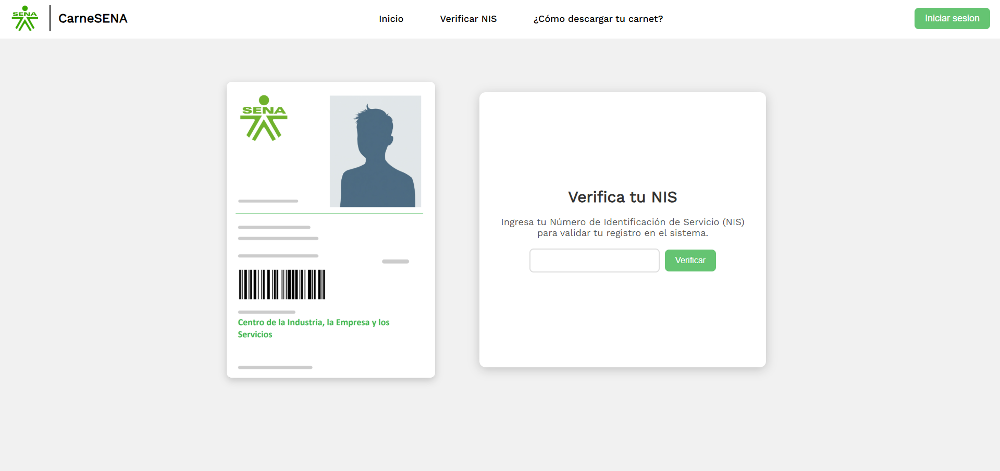 SENA
CarneSENA
Inicio
Verificar NIS
¿Cómo descargar tu carnet?
Iniciar sesion
SENA
Centro de la Industria, la Empresa y los
Servicios
Verifica tu NIS
Ingresa tu Número de Identificación de Servicio (NIS)
para validar tu registro en el sistema.
Verificar